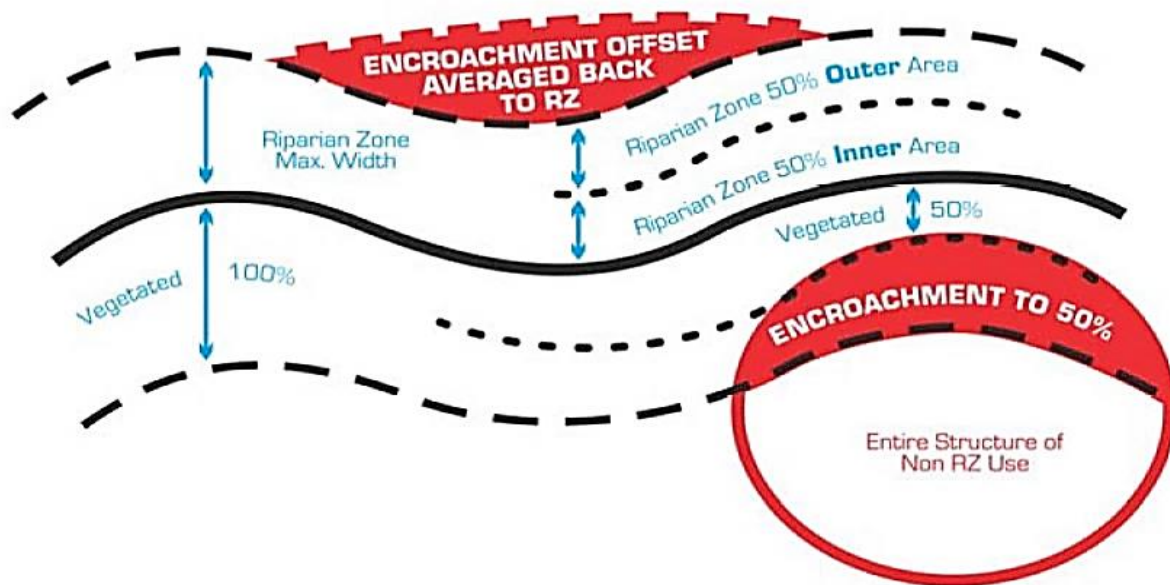 ENCROACHMENT OFFSET
AVERAGED BACK
TO RZ
Riparian Zone
Max. Width
Riparian Zone 50% Outer Area
Riparian Zone 50% Inner Area
Vegetated 50%
Vegetated 100%
ENCROACHMENT TO 50%
Entire Structure of
Non RZ Use